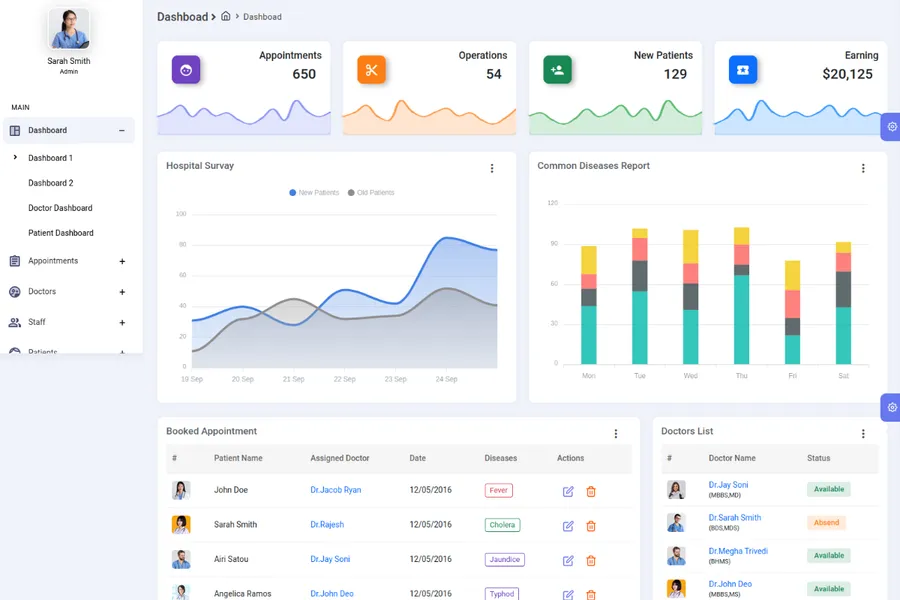 Dashboad > > Dashboad
Sarah Smith
Admin
MAIN
Dashboard −
Dashboard 1
Dashboard 2
Doctor Dashboard
Patient Dashboard
Appointments +
Doctors +
Staff +
Patients +
Appointments
650
Operations
54
New Patients
129
Earning
$20,125
Hospital Survay
New Patients Old Patients
100
80
60
40
20
0
19 Sep 20 Sep 21 Sep 22 Sep 23 Sep 24 Sep
Common Diseases Report
120
90
60
30
0
Mon Tue Wed Thu Fri Sat
Booked Appointment
# Patient Name Assigned Doctor Date Diseases Actions
John Doe Dr.Jacob Ryan 12/05/2016 Fever
Sarah Smith Dr.Rajesh 12/05/2016 Cholera
Airi Satou Dr.Jay Soni 12/05/2016 Jaundice
Angelica Ramos Dr.John Deo 12/05/2016 Typhod
Doctors List
# Doctor Name Status
Dr.Jay Soni Available
(MBBS,MD)
Dr.Sarah Smith Absend
(BDS,MDS)
Dr.Megha Trivedi Available
(BHMS)
Dr.John Deo Available
(MBBS,MS)